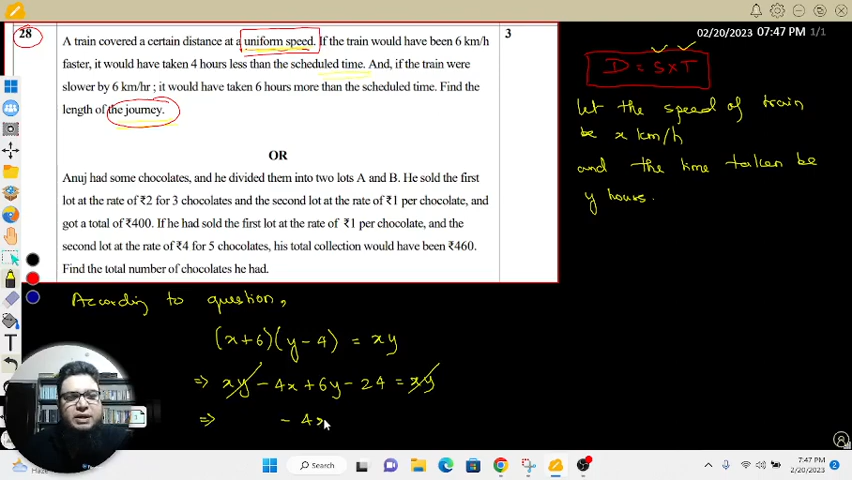 02/20/2023 07:47 PM 1/1
28
3
A train covered a certain distance at a uniform speed. If the train would have been 6 km/h
faster, it would have taken 4 hours less than the scheduled time. And, if the train were
slower by 6 km/hr ; it would have taken 6 hours more than the scheduled time. Find the
length of the journey.
OR
Anuj had some chocolates, and he divided them into two lots A and B. He sold the first
lot at the rate of ₹2 for 3 chocolates and the second lot at the rate of ₹1 per chocolate, and
got a total of ₹400. If he had sold the first lot at the rate of ₹1 per chocolate, and the
second lot at the rate of ₹4 for 5 chocolates, his total collection would have been ₹460.
Find the total number of chocolates he had.
D = S×T
let the speed of train
be x km/h
and the time taken be
y hours.
According to question,
(x+6)(y-4) = xy
=> xy - 4x + 6y - 24 = xy
=> - 4x
Search
7:47 PM
2/20/2023
2